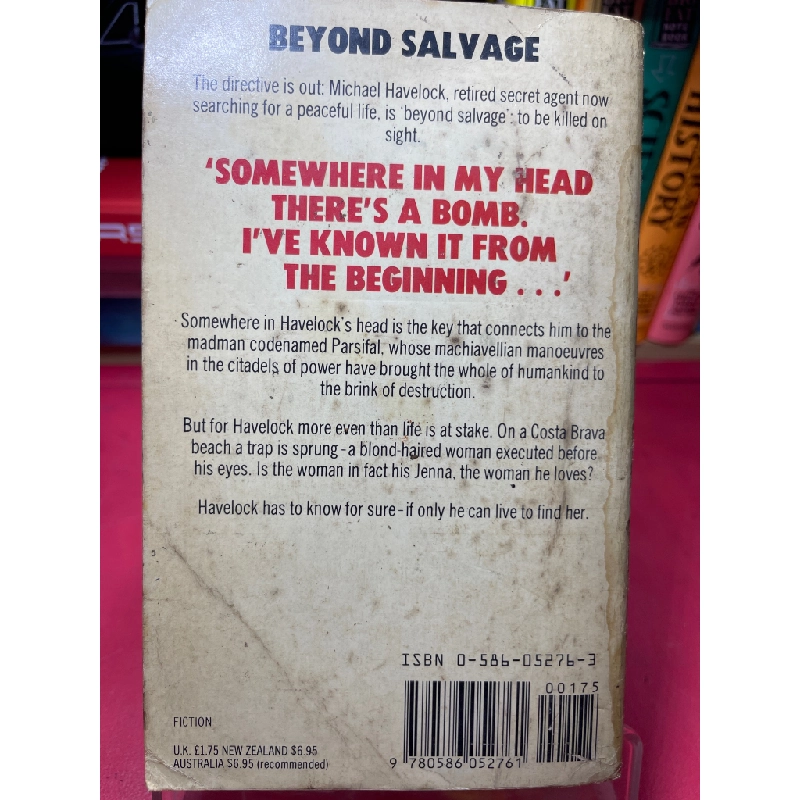 BEYOND SALVAGE
The directive is out: Michael Havelock, retired secret agent now
searching for a peaceful life, is 'beyond salvage': to be killed on
sight.
'SOMEWHERE IN MY HEAD
THERE'S A BOMB.
I'VE KNOWN IT FROM
THE BEGINNING . . .'
Somewhere in Havelock's head is the key that connects him to the
madman codenamed Parsifal, whose machiavellian manoeuvres
in the citadels of power have brought the whole of humankind to
the brink of destruction.
But for Havelock more even than life is at stake. On a Costa Brava
beach a trap is sprung - a blond-haired woman executed before
his eyes. Is the woman in fact his Jenna, the woman he loves?
Havelock has to know for sure - if only he can live to find her.
ISBN 0-586-05276-3
00175
FICTION
U.K. £1.75 NEW ZEALAND $6.95
AUSTRALIA $6.95 (recommended)
9 780586 052761
HISTORY